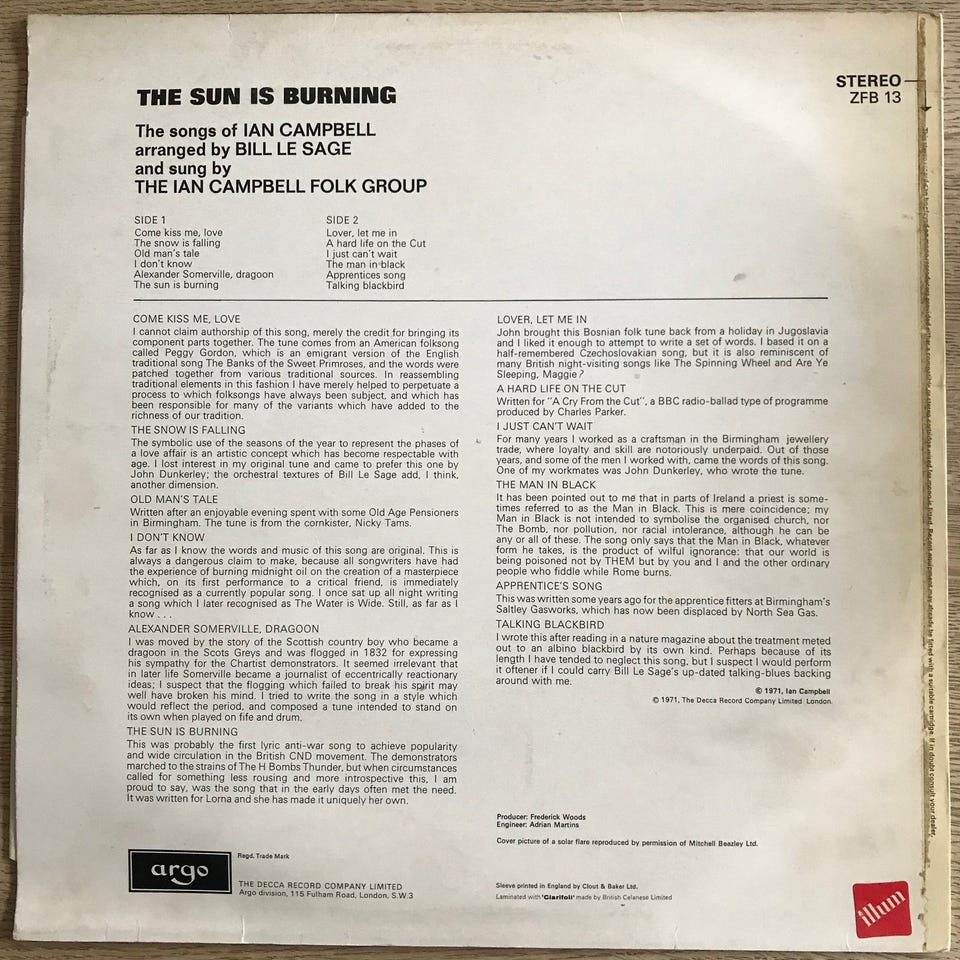 THE SUN IS BURNING
STEREO
ZFB 13
The songs of IAN CAMPBELL
arranged by BILL LE SAGE
and sung by
THE IAN CAMPBELL FOLK GROUP
SIDE 1
Come kiss me, love
The snow is falling
Old man's tale
I don't know
Alexander Somerville, dragoon
The sun is burning
SIDE 2
Lover, let me in
A hard life on the Cut
I just can't wait
The man in black
Apprentices song
Talking blackbird
COME KISS ME, LOVE
I cannot claim authorship of this song, merely the credit for bringing its
component parts together. The tune comes from an American folksong
called Peggy Gordon, which is an emigrant version of the English
traditional song The Banks of the Sweet Primroses, and the words were
patched together from various traditional sources. In reassembling
traditional elements in this fashion I have merely helped to perpetuate a
process to which folksongs have always been subject, and which has
been responsible for many of the variants which have added to the
richness of our tradition.
THE SNOW IS FALLING
The symbolic use of the seasons of the year to represent the phases of
a love affair is an artistic concept which has become respectable with
age. I lost interest in my original tune and came to prefer this one by
John Dunkerley; the orchestral textures of Bill Le Sage add, I think,
another dimension.
OLD MAN'S TALE
Written after an enjoyable evening spent with some Old Age Pensioners
in Birmingham. The tune is from the cornkister, Nicky Tams.
I DON'T KNOW
As far as I know the words and music of this song are original. This is
always a dangerous claim to make, because all songwriters have had
the experience of burning midnight oil on the creation of a masterpiece
which, on its first performance to a critical friend, is immediately
recognised as a currently popular song. I once sat up all night writing
a song which I later recognised as The Water is Wide. Still, as far as I
know . . .
ALEXANDER SOMERVILLE, DRAGOON
I was moved by the story of the Scottish country boy who became a
dragoon in the Scots Greys and was flogged in 1832 for expressing
his sympathy for the Chartist demonstrators. It seemed irrelevant that
in later life Somerville became a journalist of eccentrically reactionary
ideas; I suspect that the flogging which failed to break his spirit may
well have broken his mind. I tried to write the song in a style which
would reflect the period, and composed a tune intended to stand on
its own when played on fife and drum.
THE SUN IS BURNING
This was probably the first lyric anti-war song to achieve popularity
and wide circulation in the British CND movement. The demonstrators
marched to the strains of The H Bombs Thunder, but when circumstances
called for something less rousing and more introspective this, I am
proud to say, was the song that in the early days often met the need.
It was written for Lorna and she has made it uniquely her own.
LOVER, LET ME IN
John brought this Bosnian folk tune back from a holiday in Jugoslavia
and I liked it enough to attempt to write a set of words. I based it on a
half-remembered Czechoslovakian song, but it is also reminiscent of
many British night-visiting songs like The Spinning Wheel and Are Ye
Sleeping, Maggie?
A HARD LIFE ON THE CUT
Written for "A Cry From the Cut", a BBC radio-ballad type of programme
produced by Charles Parker.
I JUST CAN'T WAIT
For many years I worked as a craftsman in the Birmingham jewellery
trade, where loyalty and skill are notoriously underpaid. Out of those
years, and some of the men I worked with, came the words of this song.
One of my workmates was John Dunkerley, who wrote the tune.
THE MAN IN BLACK
It has been pointed out to me that in parts of Ireland a priest is some-
times referred to as the Man in Black. This is mere coincidence; my
Man in Black is not intended to symbolise the organised church, nor
The Bomb, nor pollution, nor racial intolerance, although he can be
any or all of these. The song only says that the Man in Black, whatever
form he takes, is the product of wilful ignorance: that our world is
being poisoned not by THEM but by you and I and the other ordinary
people who fiddle while Rome burns.
APPRENTICE'S SONG
This was written some years ago for the apprentice fitters at Birmingham's
Saltley Gasworks, which has now been displaced by North Sea Gas.
TALKING BLACKBIRD
I wrote this after reading in a nature magazine about the treatment meted
out to an albino blackbird by its own kind. Perhaps because of its
length I have tended to neglect this song, but I suspect I would perform
it oftener if I could carry Bill Le Sage's up-dated talking-blues backing
around with me.
© 1971, Ian Campbell
© 1971, The Decca Record Company Limited London.
Producer: Frederick Woods
Engineer: Adrian Martins
Cover picture of a solar flare reproduced by permission of Mitchell Beazley Ltd.
argo
Regd. Trade Mark
THE DECCA RECORD COMPANY LIMITED
Argo division, 115 Fulham Road, London, S.W.3
Sleeve printed in England by Clout & Baker Ltd.
Laminated with 'Clarifoil' made by British Celanese Limited
illum